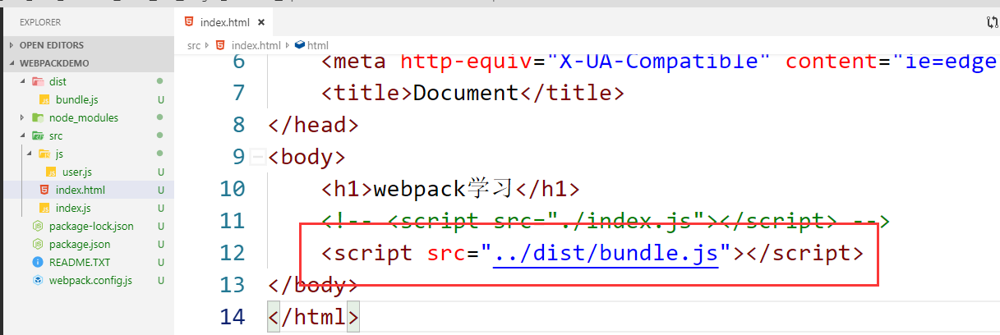 EXPLORER
OPEN EDITORS
WEBPACKDEMO
dist
bundle.js U
node_modules
src
js
user.js U
index.html U
index.js U
package-lock.json U
package.json U
README.TXT U
webpack.config.js U
index.html ×
src index.html html
6 <meta http-equiv="X-UA-Compatible" content="ie=edge
7 <title>Document</title>
8 </head>
9 <body>
10 <h1>webpack学习</h1>
11 <!-- <script src="./index.js"></script> -->
12 <script src="../dist/bundle.js"></script>
13 </body>
14 </html>